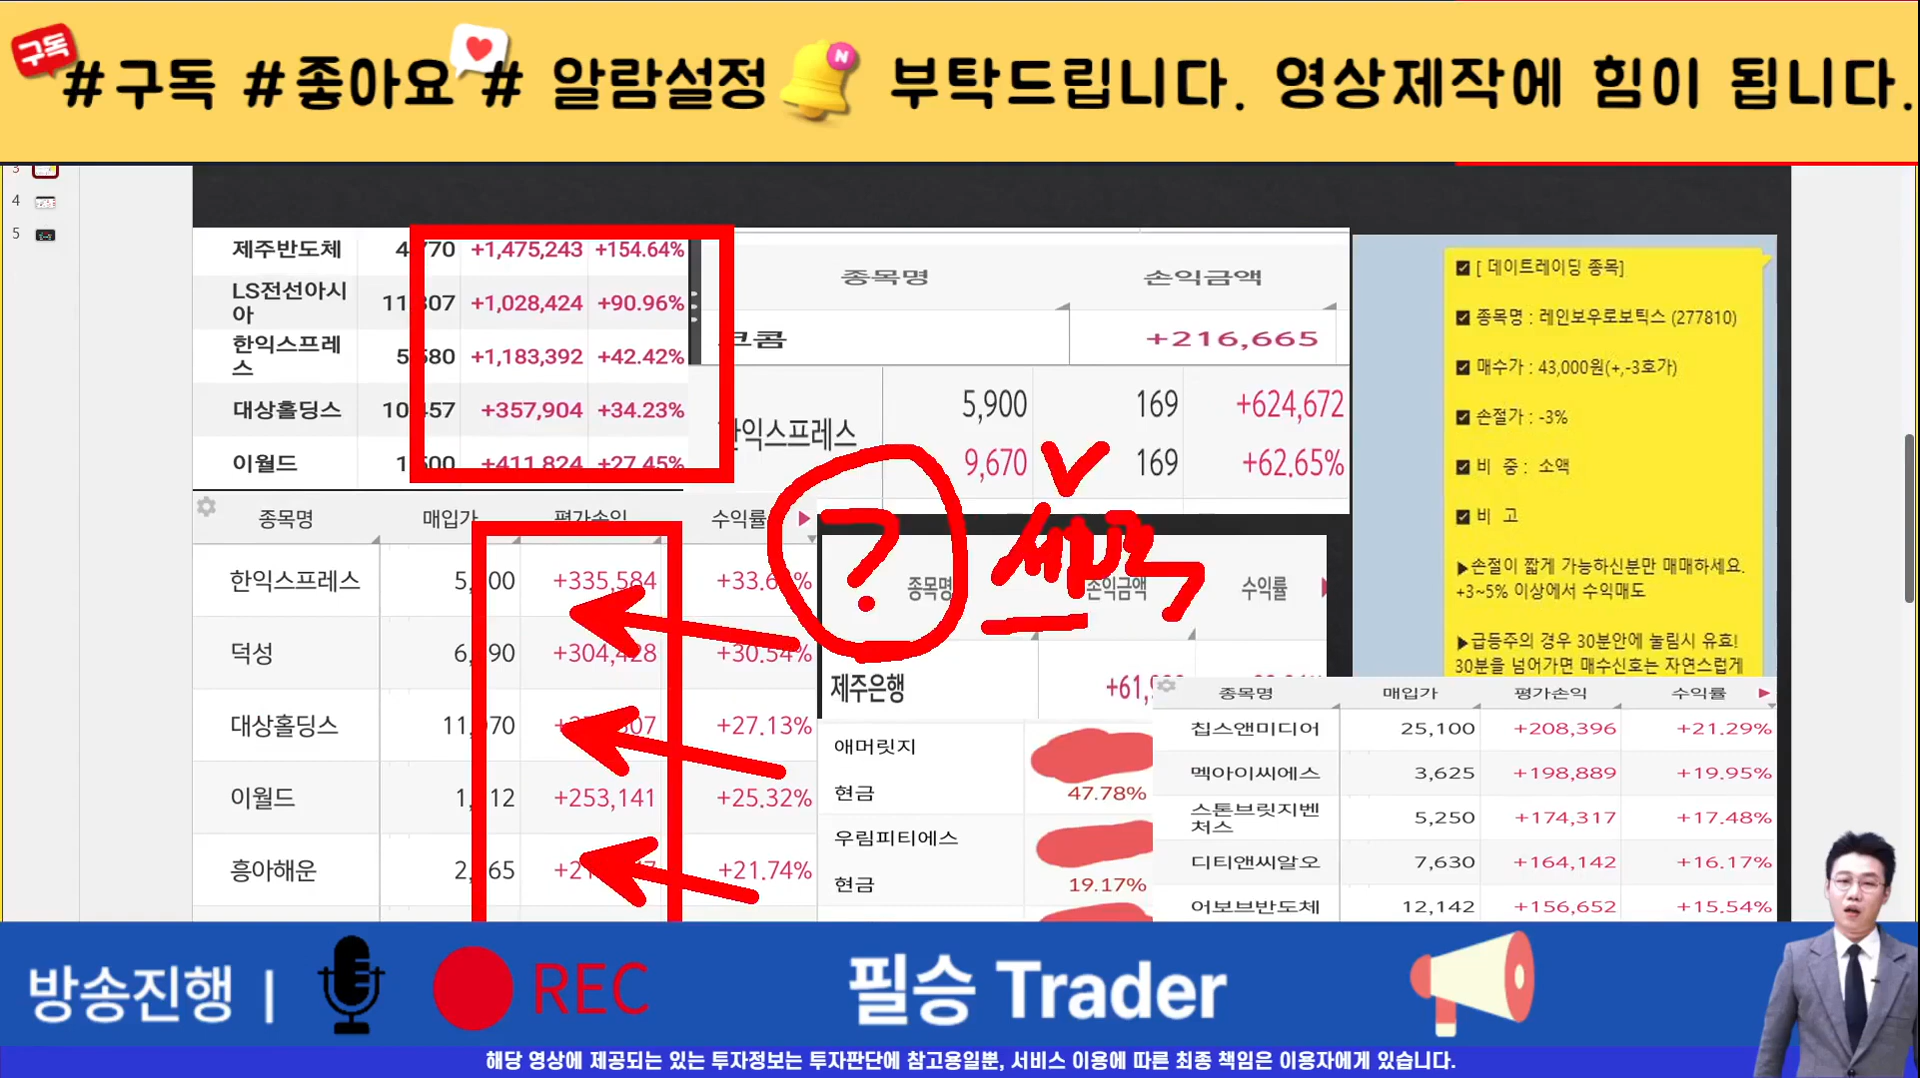 구독
#구독 #좋아요 # 알람설정 N 부탁드립니다. 영상제작에 힘이 됩니다.
3
4
5
제주반도체 +1,475,243 +154.64%
LS전선아시아 +1,028,424 +90.96%
한익스프레스 +1,183,392 +42.42%
대상홀딩스 +357,904 +34.23%
이월드 +411,824 +27.45%
종목명 손익금액
코콤 +216,665
한익스프레스 5,900 169 +624,672
9,670 169 +62.65%
[ 데이트레이딩 종목]
종목명 : 레인보우로보틱스 (277810)
매수가 : 43,000원(+,-3호가)
손절가 : -3%
비 중 : 소액
비 고
▶손절이 짧게 가능하신분만 매매하세요.
+3~5% 이상에서 수익매도
▶급등주의 경우 30분안에 눌림시 유효!
30분을 넘어가면 매수신호는 자연스럽게
종목명 매입가 평가손익 수익률
한익스프레스 +335,584
덕성 +304,428 +30.54%
대상홀딩스 +27.13%
이월드 +253,141 +25.32%
흥아해운 +21.74%
?
종목명 손익금액 수익률
제주은행
애머릿지
현금 47.78%
우림피티에스
현금 19.17%
종목명 매입가 평가손익 수익률
칩스앤미디어 25,100 +208,396 +21.29%
멕아이씨에스 3,625 +198,889 +19.95%
스톤브릿지벤처스 5,250 +174,317 +17.48%
디티앤씨알오 7,630 +164,142 +16.17%
어보브반도체 12,142 +156,652 +15.54%
방송진행 | REC 필승 Trader
해당 영상에 제공되는 있는 투자정보는 투자판단에 참고용일뿐, 서비스 이용에 따른 최종 책임은 이용자에게 있습니다.